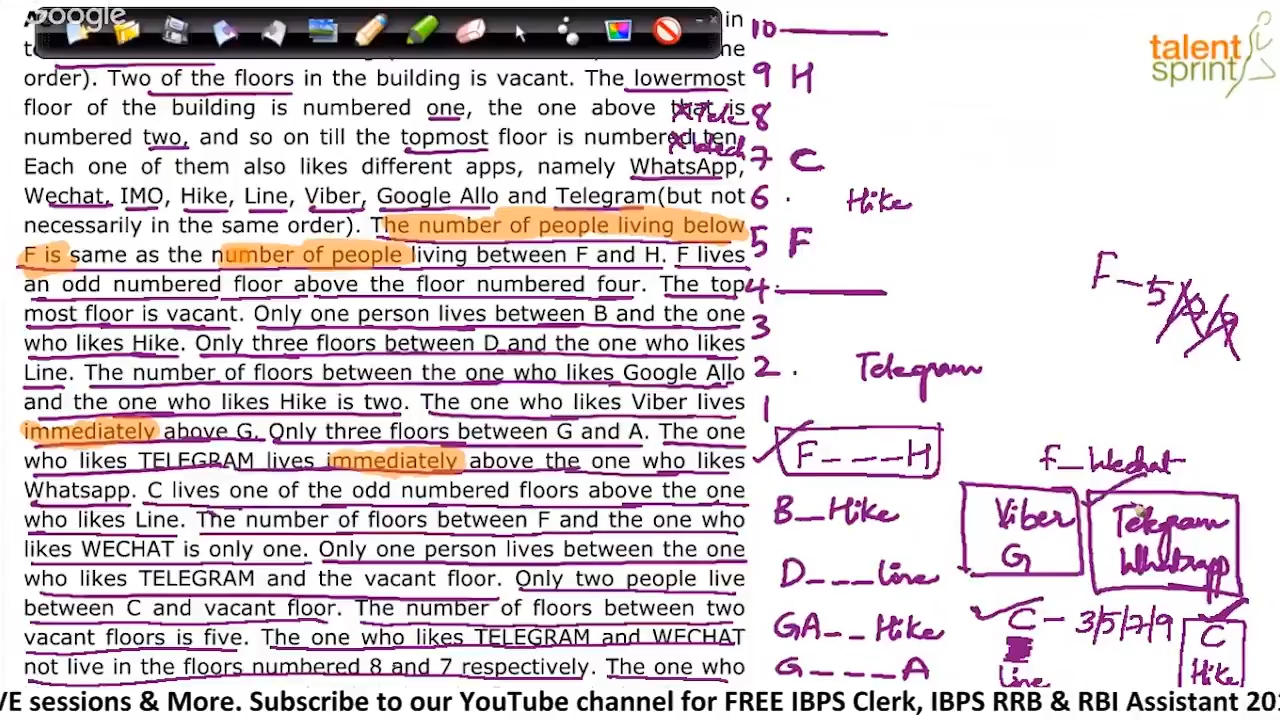 Google
in
order). Two of the floors in the building is vacant. The lowermost
floor of the building is numbered one, the one above that is
numbered two, and so on till the topmost floor is numbered ten.
Each one of them also likes different apps, namely WhatsApp,
Wechat, IMO, Hike, Line, Viber, Google Allo and Telegram(but not
necessarily in the same order). The number of people living below
F is same as the number of people living between F and H. F lives
an odd numbered floor above the floor numbered four. The top
most floor is vacant. Only one person lives between B and the one
who likes Hike. Only three floors between D and the one who likes
Line. The number of floors between the one who likes Google Allo
and the one who likes Hike is two. The one who likes Viber lives
immediately above G. Only three floors between G and A. The one
who likes TELEGRAM lives immediately above the one who likes
Whatsapp. C lives one of the odd numbered floors above the one
who likes Line. The number of floors between F and the one who
likes WECHAT is only one. Only one person lives between the one
who likes TELEGRAM and the vacant floor. Only two people live
between C and vacant floor. The number of floors between two
vacant floors is five. The one who likes TELEGRAM and WECHAT
not live in the floors numbered 8 and 7 respectively. The one who
10
9 H
X Tele 8
7 C
6 Hike
5 F
4
3
2 Telegram
1
F _ _ _ H
B _ Hike
D _ _ _ line
GA _ _ Hike
G _ _ _ A
F - 5/7/9
F _ Wechat
Viber
G
Telegram
Whatsapp
C - 3/5/7/9
line
C
Hike
talent
sprint
VE sessions & More. Subscribe to our YouTube channel for FREE IBPS Clerk, IBPS RRB & RBI Assistant 201